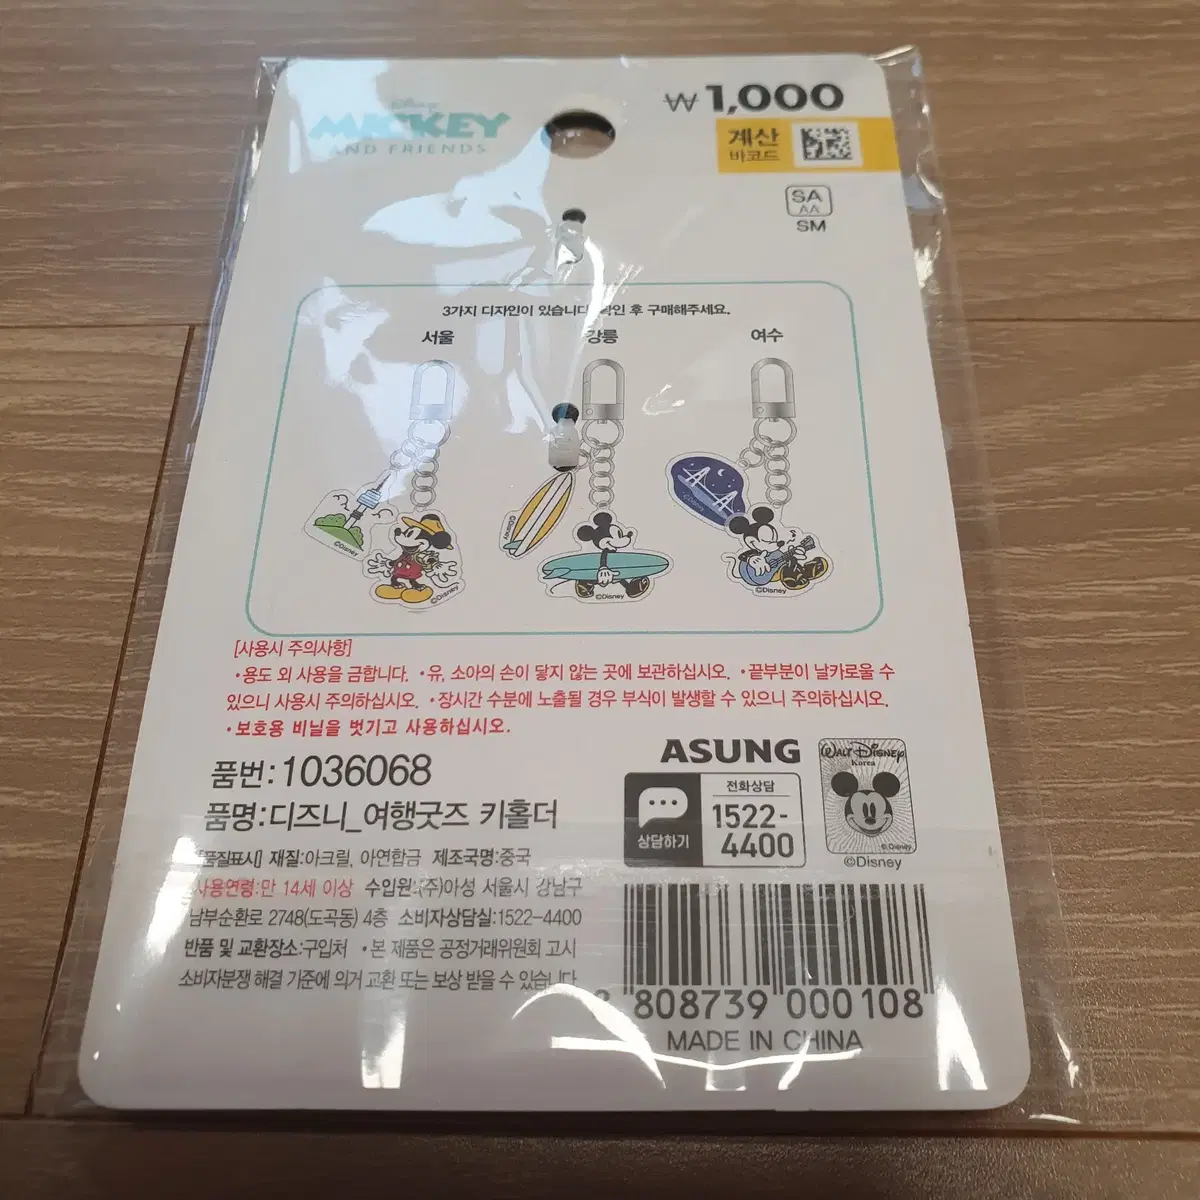 Disney
MICKEY
AND FRIENDS
₩1,000
계산
바코드
SA
AA
SM
3가지 디자인이 있습니다 확인 후 구매해주세요.
서울 강릉 여수
©Disney
©Disney
©Disney
©Disney
©Disney
[사용시 주의사항]
•용도 외 사용을 금합니다. •유, 소아의 손이 닿지 않는 곳에 보관하십시오. •끝부분이 날카로울 수
있으니 사용시 주의하십시오. •장시간 수분에 노출될 경우 부식이 발생할 수 있으니 주의하십시오.
•보호용 비닐을 벗기고 사용하십시오.
품번:1036068
품명:디즈니_여행굿즈 키홀더
[품질표시] 재질:아크릴, 아연합금 제조국명:중국
사용연령:만 14세 이상 수입원:(주)아성 서울시 강남구
남부순환로 2748(도곡동) 4층 소비자상담실:1522-4400
반품 및 교환장소:구입처 •본 제품은 공정거래위원회 고시
소비자분쟁 해결 기준에 의거 교환 또는 보상 받을 수 있습니다.
ASUNG
상담하기
전화상담
1522-
4400
WALT DISNEY
Korea
©Disney
©Disney
8 808739 000108
MADE IN CHINA